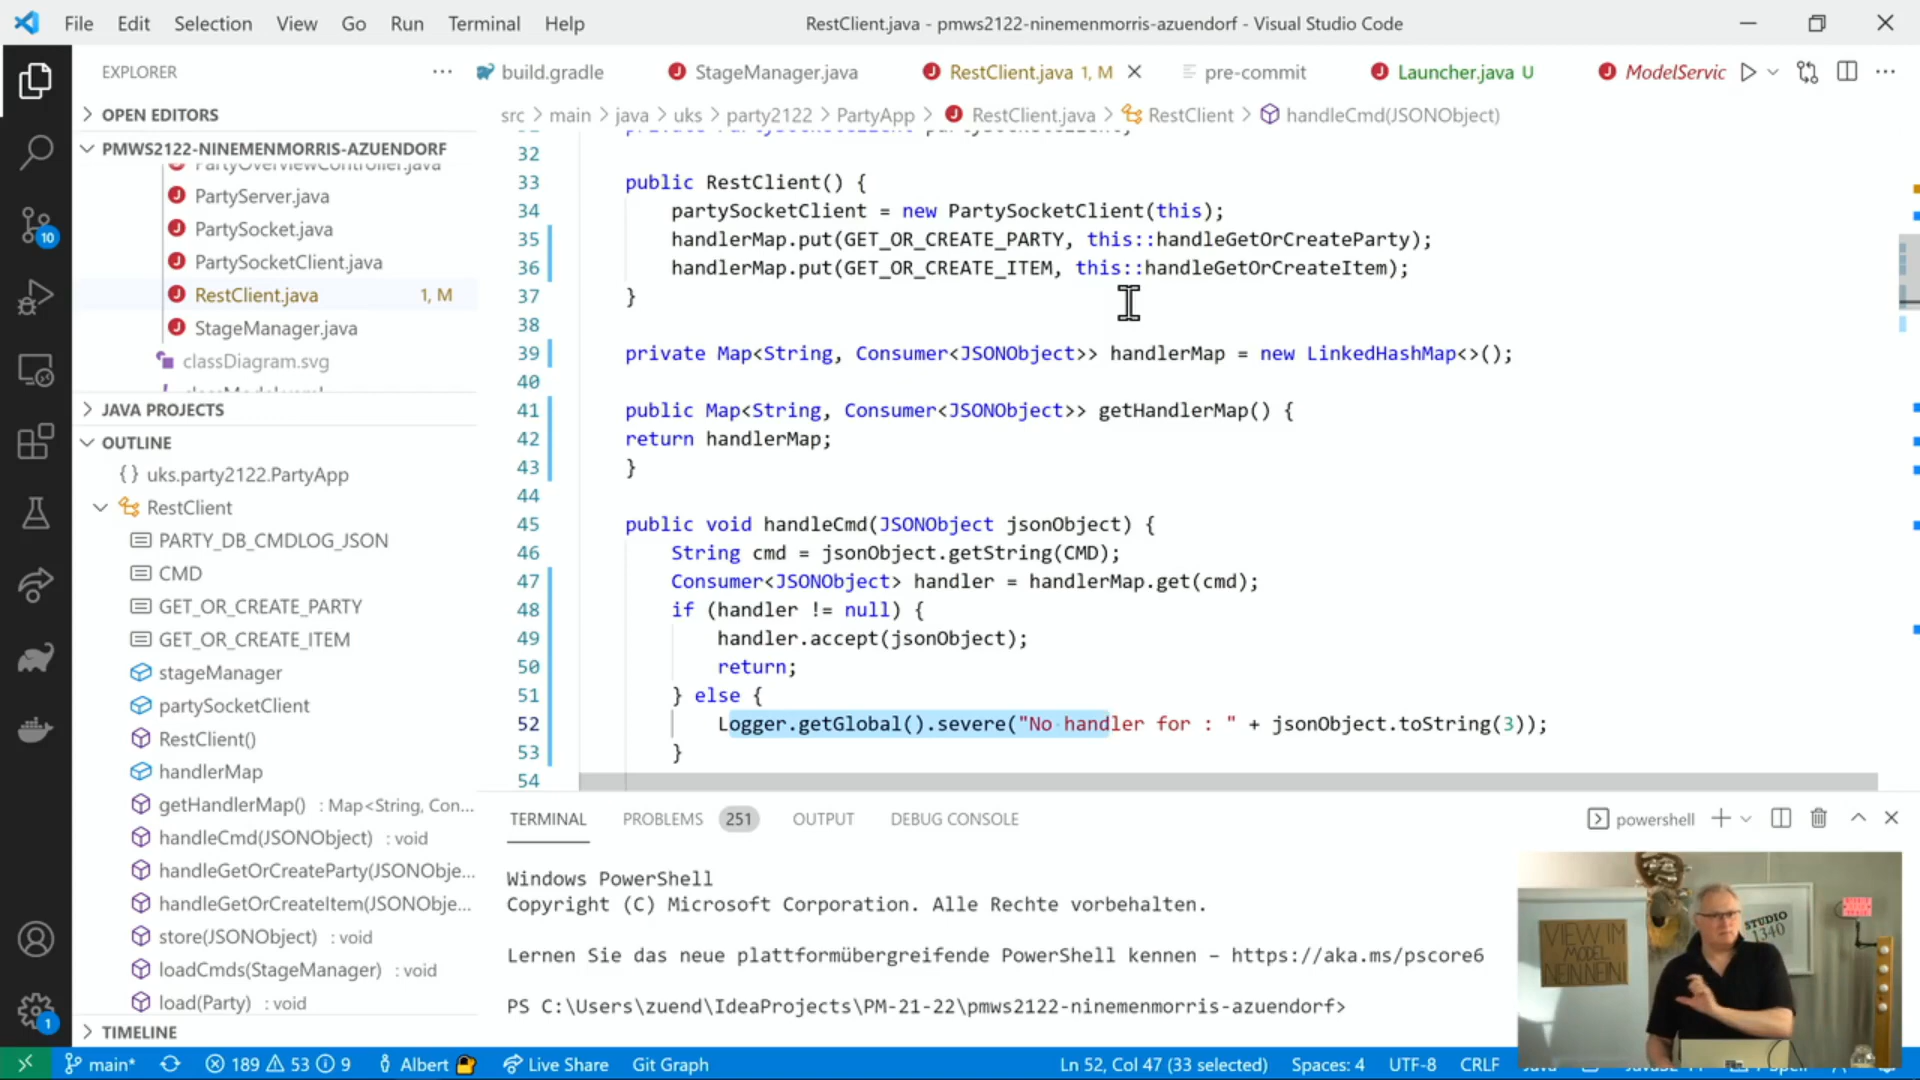 File Edit Selection View Go Run Terminal Help RestClient.java - pmws2122-ninemenmorris-azuendorf - Visual Studio Code
EXPLORER ...
build.gradle StageManager.java RestClient.java 1, M pre-commit Launcher.java U ModelServic
src > main > java > uks > party2122 > PartyApp > RestClient.java > RestClient > handleCmd(JSONObject)
OPEN EDITORS
PMWS2122-NINEMENMORRIS-AZUENDORF
PartyOverviewController.java
PartyServer.java
PartySocket.java
PartySocketClient.java
RestClient.java 1, M
StageManager.java
classDiagram.svg
JAVA PROJECTS
OUTLINE
{} uks.party2122.PartyApp
RestClient
PARTY_DB_CMDLOG_JSON
CMD
GET_OR_CREATE_PARTY
GET_OR_CREATE_ITEM
stageManager
partySocketClient
RestClient()
handlerMap
getHandlerMap() : Map<String, Con...
handleCmd(JSONObject) : void
handleGetOrCreateParty(JSONObje...
handleGetOrCreateItem(JSONObje...
store(JSONObject) : void
loadCmds(StageManager) : void
load(Party) : void
TIMELINE
10
1
32
33 public RestClient() {
34 partySocketClient = new PartySocketClient(this);
35 handlerMap.put(GET_OR_CREATE_PARTY, this::handleGetOrCreateParty);
36 handlerMap.put(GET_OR_CREATE_ITEM, this::handleGetOrCreateItem);
37 }
38
39 private Map<String, Consumer<JSONObject>> handlerMap = new LinkedHashMap<>();
40
41 public Map<String, Consumer<JSONObject>> getHandlerMap() {
42 return handlerMap;
43 }
44
45 public void handleCmd(JSONObject jsonObject) {
46 String cmd = jsonObject.getString(CMD);
47 Consumer<JSONObject> handler = handlerMap.get(cmd);
48 if (handler != null) {
49 handler.accept(jsonObject);
50 return;
51 } else {
52 Logger.getGlobal().severe("No handler for : " + jsonObject.toString(3));
53 }
54
TERMINAL PROBLEMS 251 OUTPUT DEBUG CONSOLE powershell
Windows PowerShell
Copyright (C) Microsoft Corporation. Alle Rechte vorbehalten.
Lernen Sie das neue plattformübergreifende PowerShell kennen – https://aka.ms/pscore6
PS C:\Users\zuend\IdeaProjects\PM-21-22\pmws2122-ninemenmorris-azuendorf>
VIEW IM
MODEL
NEIN NEIN!
STUDIO
1340
main* 189 53 9 Albert Live Share Git Graph Ln 52, Col 47 (33 selected) Spaces: 4 UTF-8 CRLF